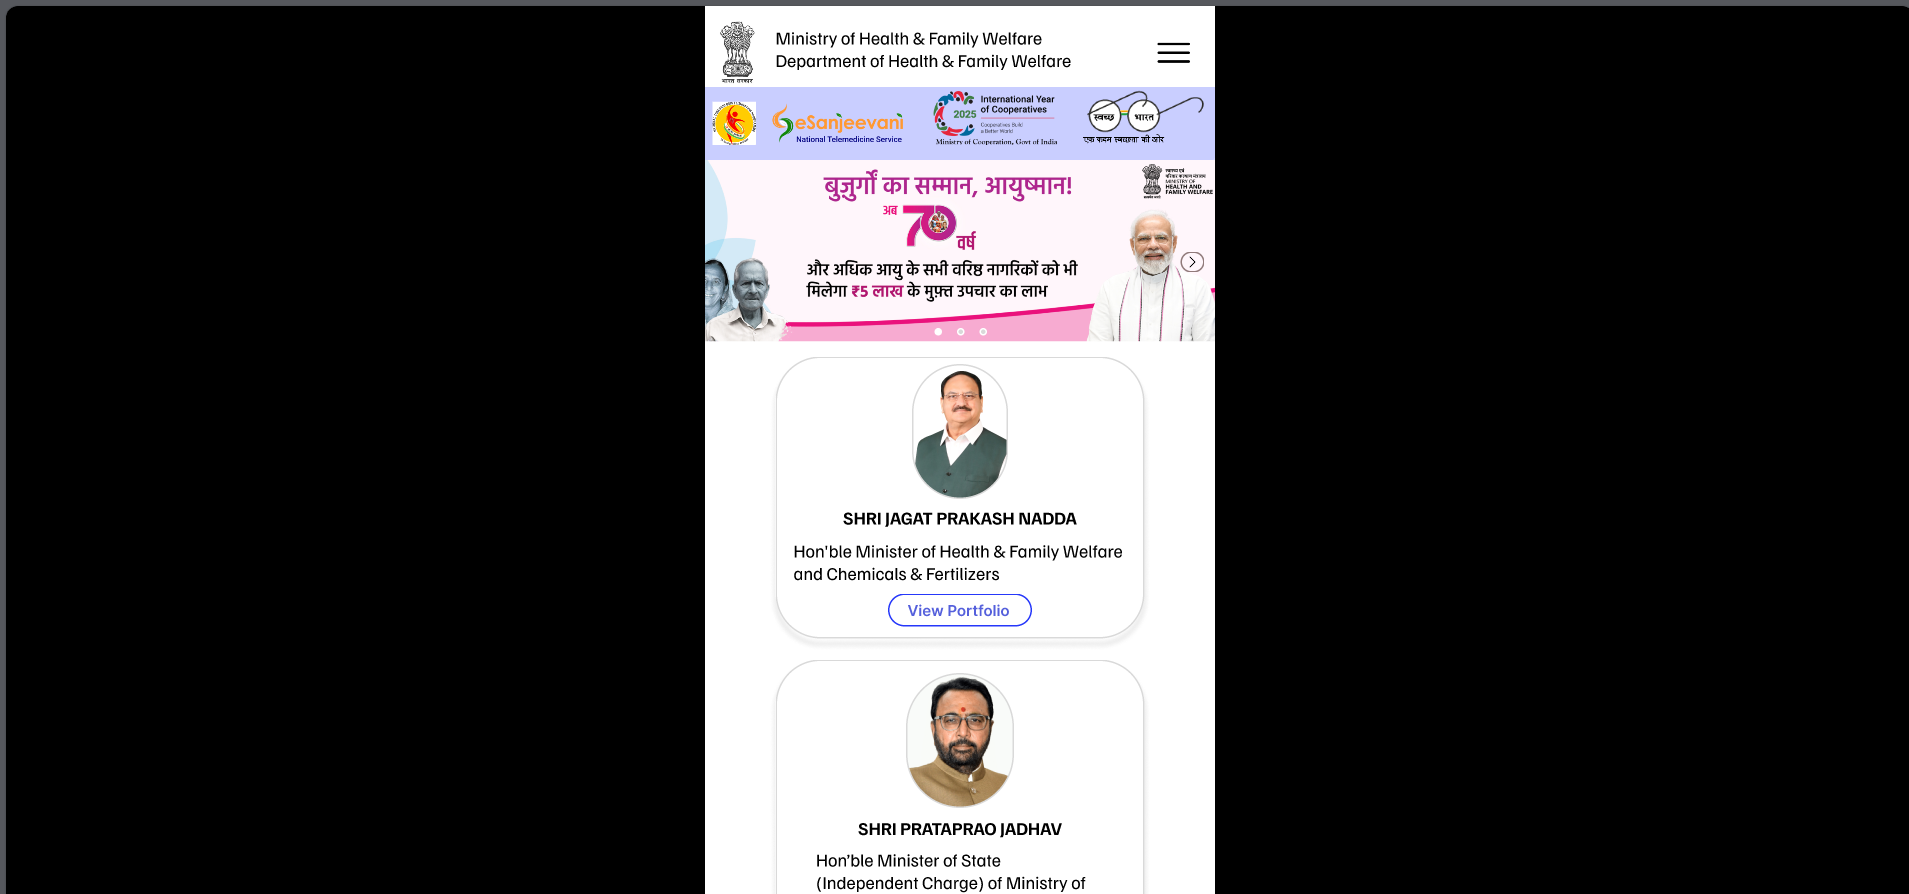 भारत सरकार
Ministry of Health & Family Welfare
Department of Health & Family Welfare
eSanjeevani
National Telemedicine Service
2025
International Year
of Cooperatives
Cooperatives Build
a Better World
Ministry of Cooperation, Govt of India
स्वच्छ भारत
एक कदम स्वच्छता की ओर
बुज़ुर्गों का सम्मान, आयुष्मान!
स्वास्थ्य एवं
परिवार कल्याण मंत्रालय
MINISTRY OF
HEALTH AND
FAMILY WELFARE
अब 70 वर्ष
और अधिक आयु के सभी वरिष्ठ नागरिकों को भी
मिलेगा ₹5 लाख के मुफ़्त उपचार का लाभ
SHRI JAGAT PRAKASH NADDA
Hon'ble Minister of Health & Family Welfare
and Chemicals & Fertilizers
View Portfolio
SHRI PRATAPRAO JADHAV
Hon’ble Minister of State
(Independent Charge) of Ministry of